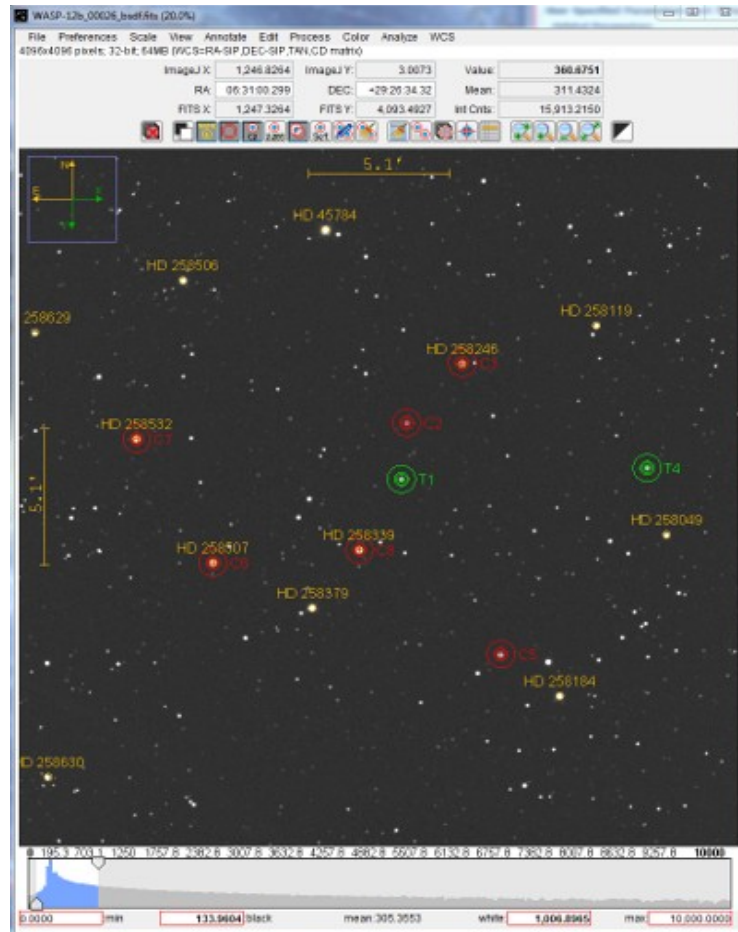 WASP-12b_00026_bsdf.fits (20.0%)
File Preferences Scale View Annotate Edit Process Color Analyze WCS
4096x4096 pixels; 32-bit; 64MB (WCS=RA-SIP,DEC-SIP,TAN,CD matrix)
ImageJ X: 1,246.8264 ImageJ Y: 3.0073 Value: 360.6751
RA: 06:31:00.299 DEC: +29:26:34.32 Mean: 311.4324
FITS X: 1,247.3264 FITS Y: 4,093.4927 Int Cnts: 15,913.2150
5.1'
N
E
HD 45784
HD 258506
258629
HD 258119
HD 258246
C2
HD 258532
C7
T1
T4
5.1'
HD 258049
HD 258507
HD 258339
HD 258379
C5
HD 258184
HD 258630
0 195.3 703.1 1250 1757.8 2382.8 3007.8 3632.8 4257.8 4882.8 5507.8 6132.8 6757.8 7382.8 8007.8 8632.8 9257.8 10000
0.0000 min 133.9604 black mean: 305.3553 white: 1,006.8965 max: 10,000.0000